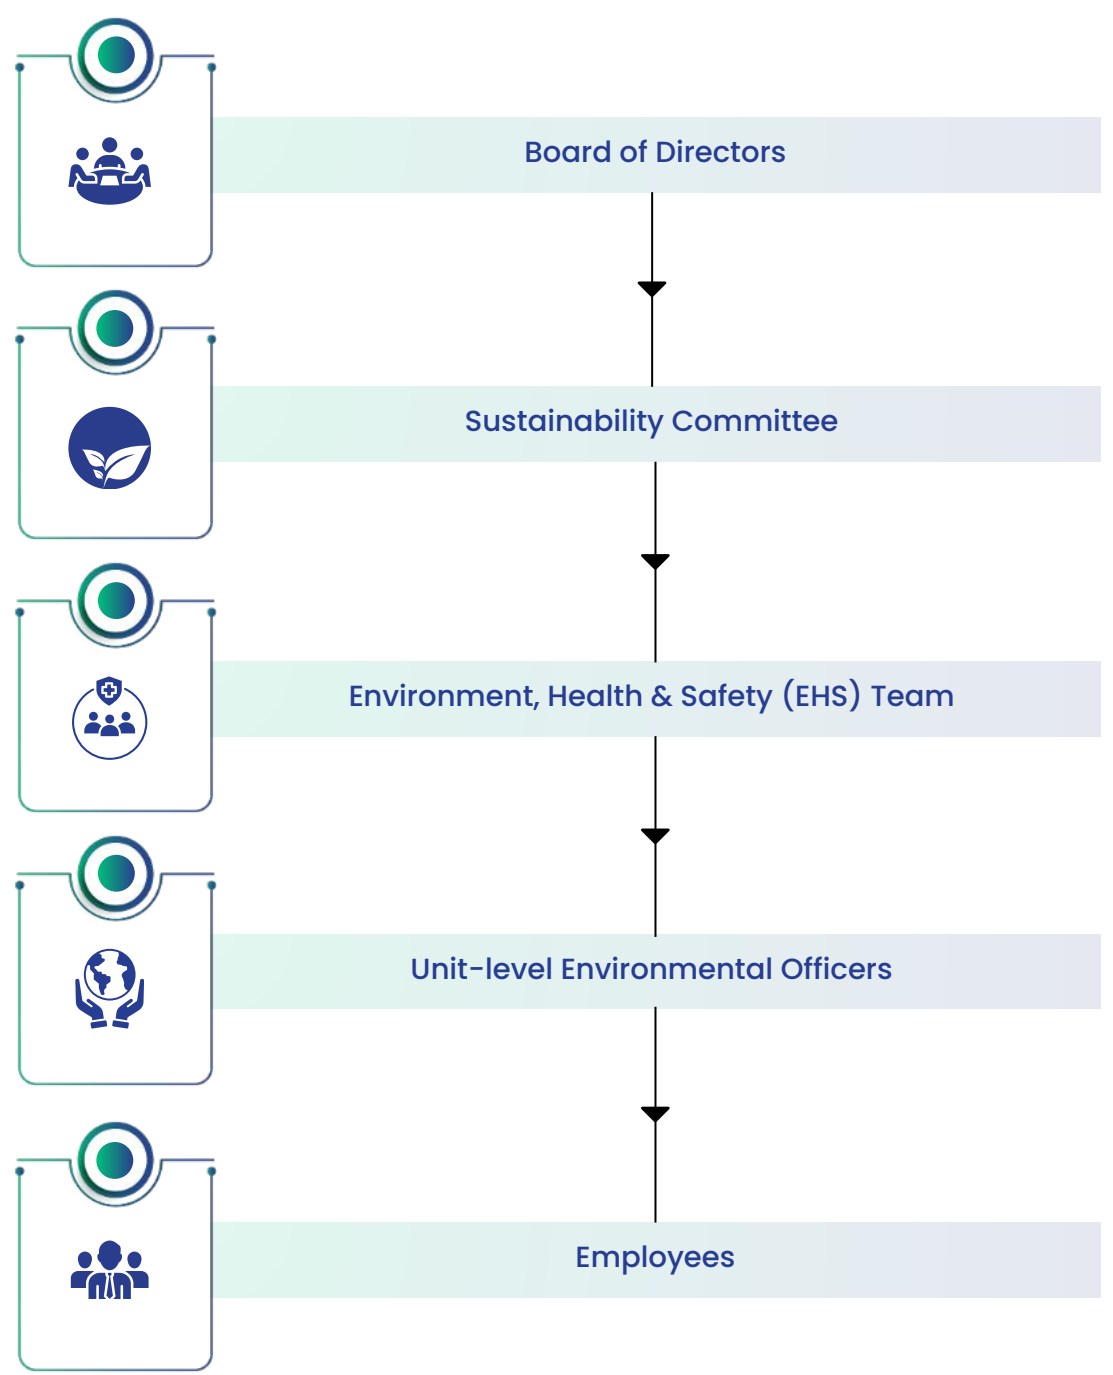 Board of Directors
Sustainability Committee
Environment, Health & Safety (EHS) Team
Unit-level Environmental Officers
Employees